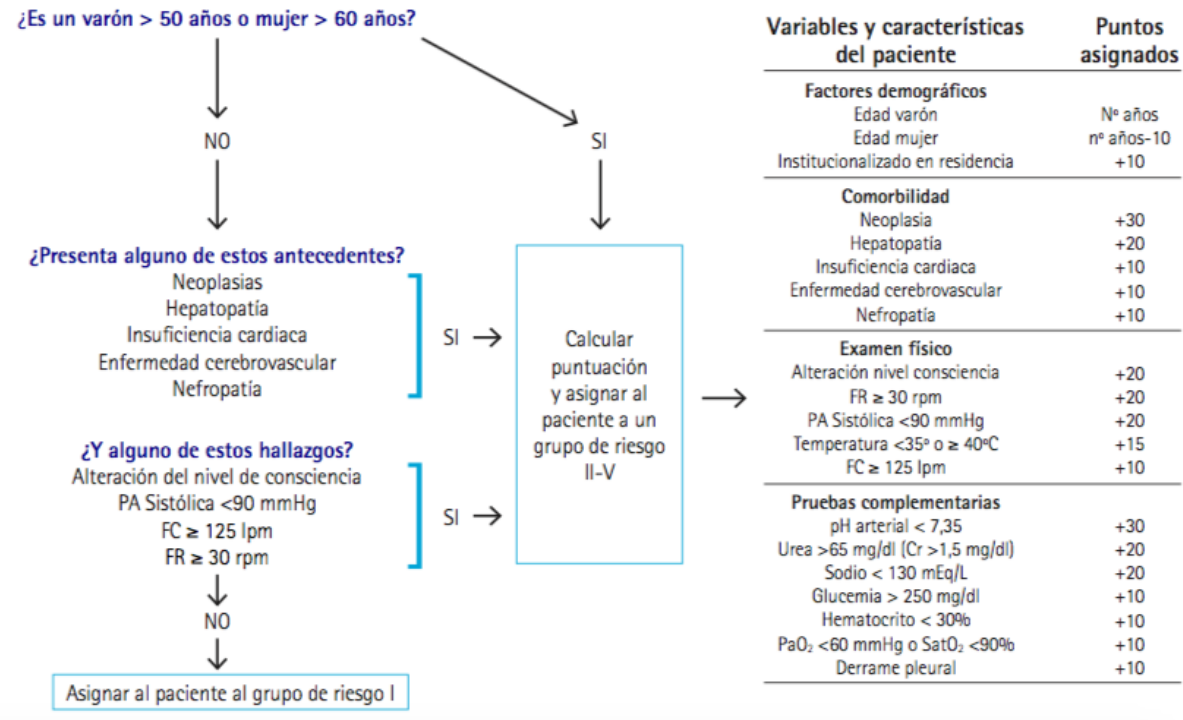 ¿Es un varón > 50 años o mujer > 60 años?
NO
SI
¿Presenta alguno de estos antecedentes?
Neoplasias
Hepatopatía
Insuficiencia cardiaca
Enfermedad cerebrovascular
Nefropatía
SI
¿Y alguno de estos hallazgos?
Alteración del nivel de consciencia
PA Sistólica <90 mmHg
FC ≥ 125 lpm
FR ≥ 30 rpm
SI
NO
Asignar al paciente al grupo de riesgo I
Calcular
puntuación
y asignar al
paciente a un
grupo de riesgo
II-V
Variables y características del paciente Puntos asignados
Factores demográficos
Edad varón Nº años
Edad mujer nº años-10
Institucionalizado en residencia +10
Comorbilidad
Neoplasia +30
Hepatopatía +20
Insuficiencia cardiaca +10
Enfermedad cerebrovascular +10
Nefropatía +10
Examen físico
Alteración nivel consciencia +20
FR ≥ 30 rpm +20
PA Sistólica <90 mmHg +20
Temperatura <35º o ≥ 40ºC +15
FC ≥ 125 lpm +10
Pruebas complementarias
pH arterial < 7,35 +30
Urea >65 mg/dl (Cr >1,5 mg/dl) +20
Sodio < 130 mEq/L +20
Glucemia > 250 mg/dl +10
Hematocrito < 30% +10
PaO₂ <60 mmHg o SatO₂ <90% +10
Derrame pleural +10